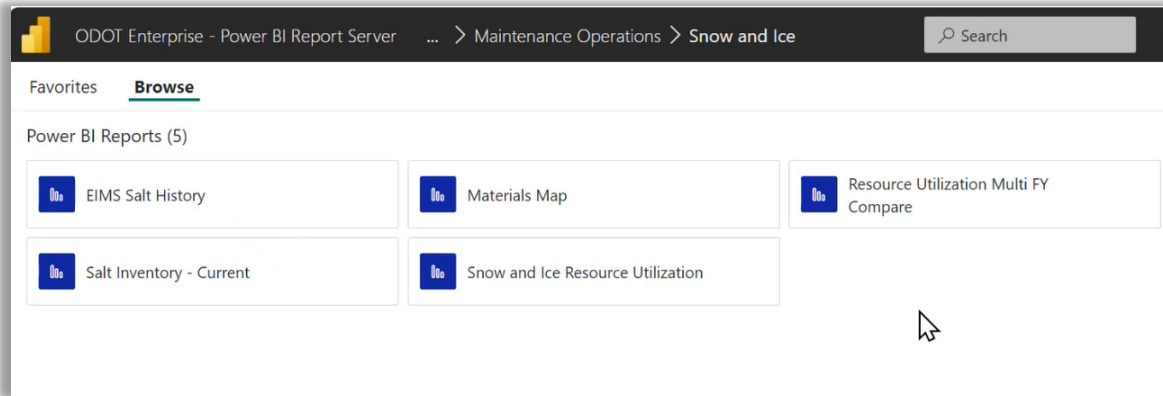 ODOT Enterprise - Power BI Report Server ... > Maintenance Operations > Snow and Ice Search
Favorites Browse
Power BI Reports (5)
EIMS Salt History
Materials Map
Resource Utilization Multi FY
Compare
Salt Inventory - Current
Snow and Ice Resource Utilization